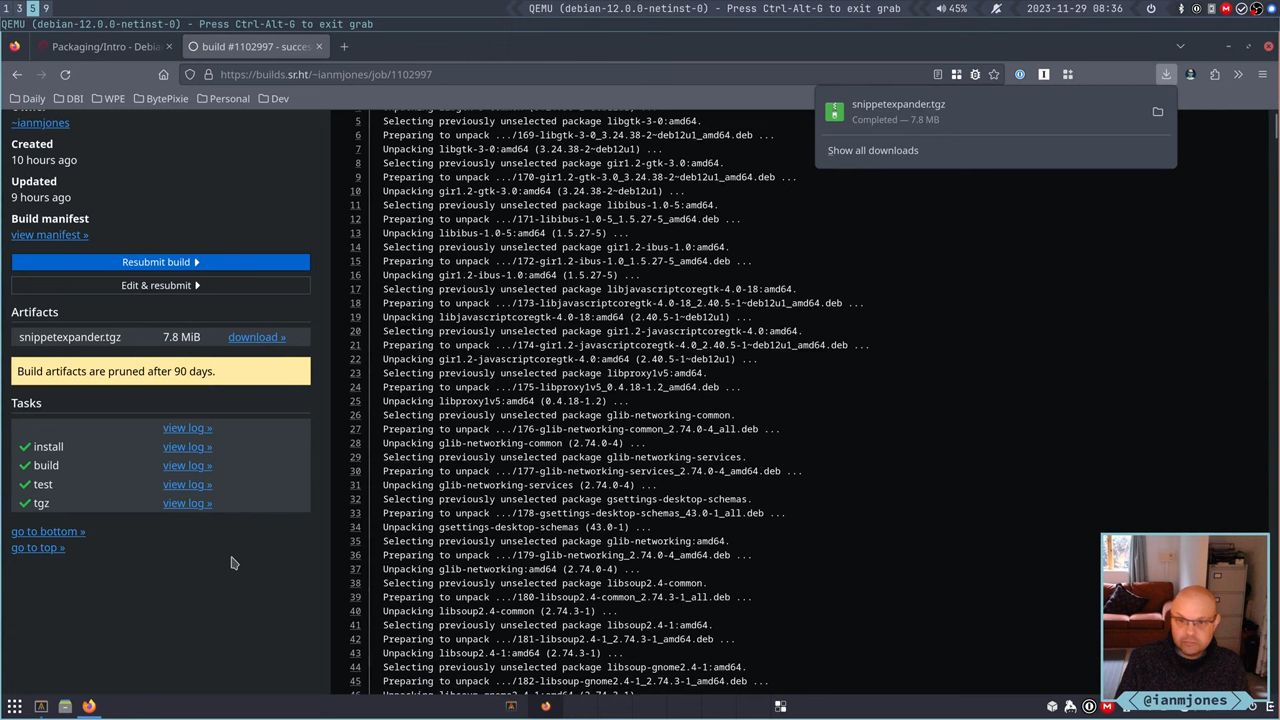 1 3 5 9
QEMU (debian-12.0.0-netinst-0) - Press Ctrl-Alt-G to exit grab
45%
2023-11-29 08:36
QEMU (debian-12.0.0-netinst-0) - Press Ctrl-Alt-G to exit grab
Packaging/Intro - Debia
build #1102997 - succes
https://builds.sr.ht/~ianmjones/job/1102997
Daily
DBI
WPE
BytePixie
Personal
Dev
snippetexpander.tgz
Completed — 7.8 MB
Show all downloads
~ianmjones
Created
10 hours ago
Updated
9 hours ago
Build manifest
view manifest »
Resubmit build
Edit & resubmit
Artifacts
snippetexpander.tgz 7.8 MiB download »
Build artifacts are pruned after 90 days.
Tasks
view log »
install view log »
build view log »
test view log »
tgz view log »
go to bottom »
go to top »
5 Selecting previously unselected package libgtk-3-0:amd64.
6 Preparing to unpack .../169-libgtk-3-0_3.24.38-2~deb12u1_amd64.deb ...
7 Unpacking libgtk-3-0:amd64 (3.24.38-2~deb12u1) ...
8 Selecting previously unselected package gir1.2-gtk-3.0:amd64.
9 Preparing to unpack .../170-gir1.2-gtk-3.0_3.24.38-2~deb12u1_amd64.deb ...
10 Unpacking gir1.2-gtk-3.0:amd64 (3.24.38-2~deb12u1) ...
11 Selecting previously unselected package libibus-1.0-5:amd64.
12 Preparing to unpack .../171-libibus-1.0-5_1.5.27-5_amd64.deb ...
13 Unpacking libibus-1.0-5:amd64 (1.5.27-5) ...
14 Selecting previously unselected package gir1.2-ibus-1.0:amd64.
15 Preparing to unpack .../172-gir1.2-ibus-1.0_1.5.27-5_amd64.deb ...
16 Unpacking gir1.2-ibus-1.0:amd64 (1.5.27-5) ...
17 Selecting previously unselected package libjavascriptcoregtk-4.0-18:amd64.
18 Preparing to unpack .../173-libjavascriptcoregtk-4.0-18_2.40.5-1~deb12u1_amd64.deb ...
19 Unpacking libjavascriptcoregtk-4.0-18:amd64 (2.40.5-1~deb12u1) ...
20 Selecting previously unselected package gir1.2-javascriptcoregtk-4.0:amd64.
21 Preparing to unpack .../174-gir1.2-javascriptcoregtk-4.0_2.40.5-1~deb12u1_amd64.deb ...
22 Unpacking gir1.2-javascriptcoregtk-4.0:amd64 (2.40.5-1~deb12u1) ...
23 Selecting previously unselected package libproxy1v5:amd64.
24 Preparing to unpack .../175-libproxy1v5_0.4.18-1.2_amd64.deb ...
25 Unpacking libproxy1v5:amd64 (0.4.18-1.2) ...
26 Selecting previously unselected package glib-networking-common.
27 Preparing to unpack .../176-glib-networking-common_2.74.0-4_all.deb ...
28 Unpacking glib-networking-common (2.74.0-4) ...
29 Selecting previously unselected package glib-networking-services.
30 Preparing to unpack .../177-glib-networking-services_2.74.0-4_amd64.deb ...
31 Unpacking glib-networking-services (2.74.0-4) ...
32 Selecting previously unselected package gsettings-desktop-schemas.
33 Preparing to unpack .../178-gsettings-desktop-schemas_43.0-1_all.deb ...
34 Unpacking gsettings-desktop-schemas (43.0-1) ...
35 Selecting previously unselected package glib-networking:amd64.
36 Preparing to unpack .../179-glib-networking_2.74.0-4_amd64.deb ...
37 Unpacking glib-networking:amd64 (2.74.0-4) ...
38 Selecting previously unselected package libsoup2.4-common.
39 Preparing to unpack .../180-libsoup2.4-common_2.74.3-1_all.deb ...
40 Unpacking libsoup2.4-common (2.74.3-1) ...
41 Selecting previously unselected package libsoup2.4-1:amd64.
42 Preparing to unpack .../181-libsoup2.4-1_2.74.3-1_amd64.deb ...
43 Unpacking libsoup2.4-1:amd64 (2.74.3-1) ...
44 Selecting previously unselected package libsoup-gnome2.4-1:amd64.
45 Preparing to unpack .../182-libsoup-gnome2.4-1_2.74.3-1_amd64.deb ...
Unpacking libsoup-gnome2.4-1:amd64 (2.74.3-1) ...
@ianmjones